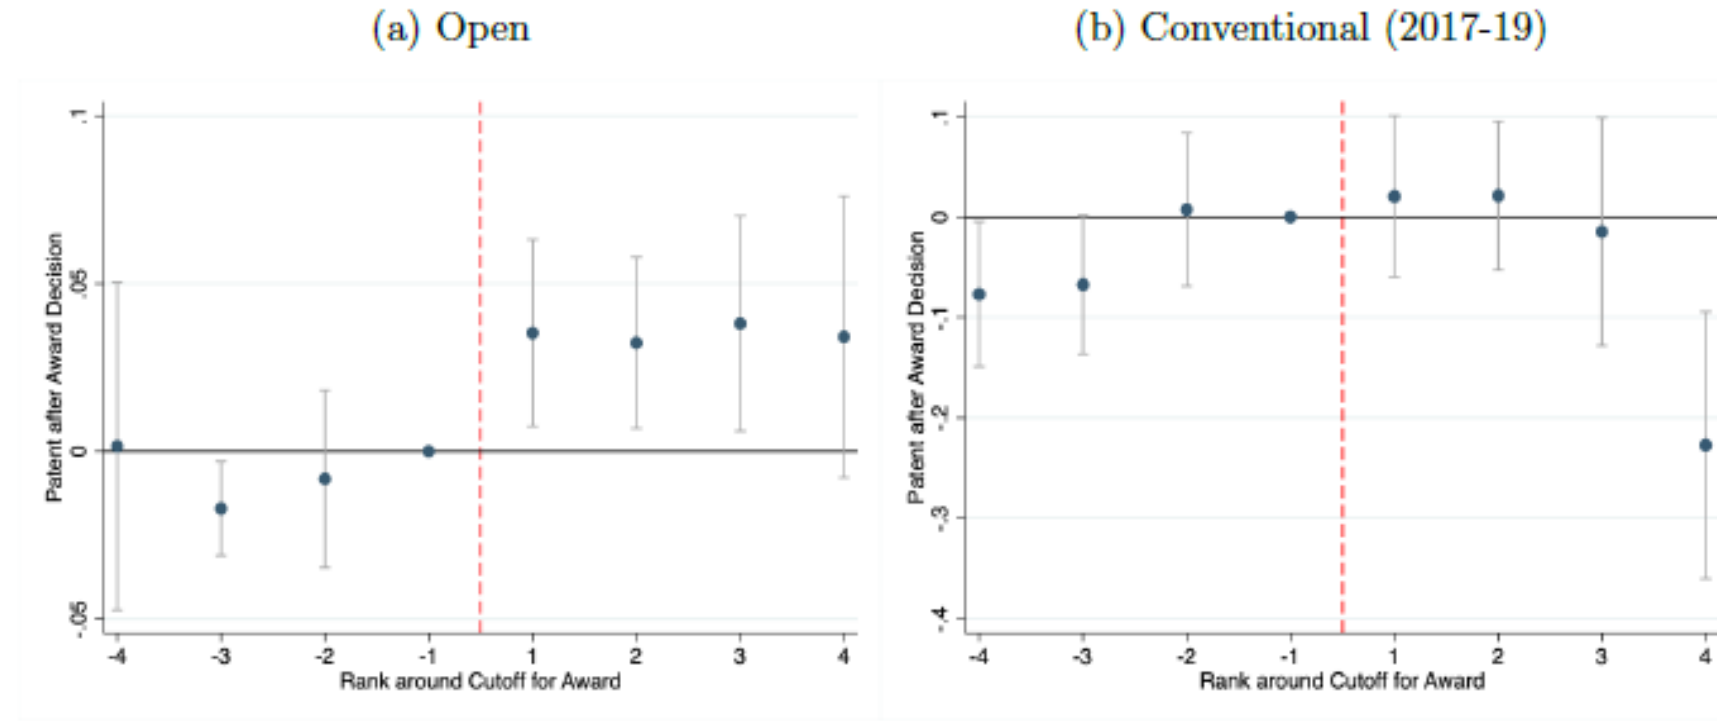 (a) Open
.1
.05
0
-.05
Patent after Award Decision
-4 -3 -2 -1 1 2 3 4
Rank around Cutoff for Award
(b) Conventional (2017-19)
.1
0
-.1
-.2
-.3
-.4
Patent after Award Decision
-4 -3 -2 -1 1 2 3 4
Rank around Cutoff for Award